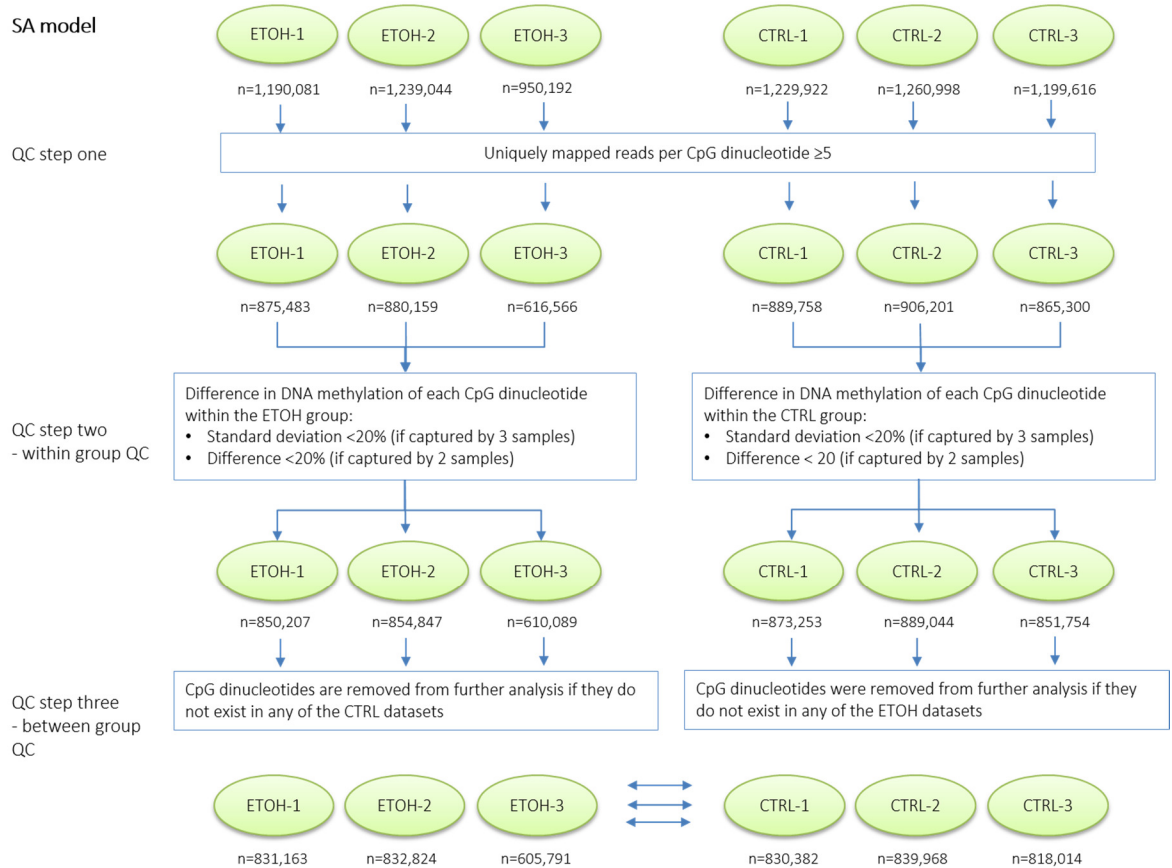 SA model
ETOH-1 ETOH-2 ETOH-3 CTRL-1 CTRL-2 CTRL-3
n=1,190,081 n=1,239,044 n=950,192 n=1,229,922 n=1,260,998 n=1,199,616
QC step one
Uniquely mapped reads per CpG dinucleotide ≥5
ETOH-1 ETOH-2 ETOH-3 CTRL-1 CTRL-2 CTRL-3
n=875,483 n=880,159 n=616,566 n=889,758 n=906,201 n=865,300
QC step two
- within group QC
Difference in DNA methylation of each CpG dinucleotide
within the ETOH group:
• Standard deviation <20% (if captured by 3 samples)
• Difference <20% (if captured by 2 samples)
Difference in DNA methylation of each CpG dinucleotide
within the CTRL group:
• Standard deviation <20% (if captured by 3 samples)
• Difference < 20 (if captured by 2 samples)
ETOH-1 ETOH-2 ETOH-3 CTRL-1 CTRL-2 CTRL-3
n=850,207 n=854,847 n=610,089 n=873,253 n=889,044 n=851,754
QC step three
- between group
QC
CpG dinucleotides are removed from further analysis if they do
not exist in any of the CTRL datasets
CpG dinucleotides were removed from further analysis if they
do not exist in any of the ETOH datasets
ETOH-1 ETOH-2 ETOH-3 CTRL-1 CTRL-2 CTRL-3
n=831,163 n=832,824 n=605,791 n=830,382 n=839,968 n=818,014